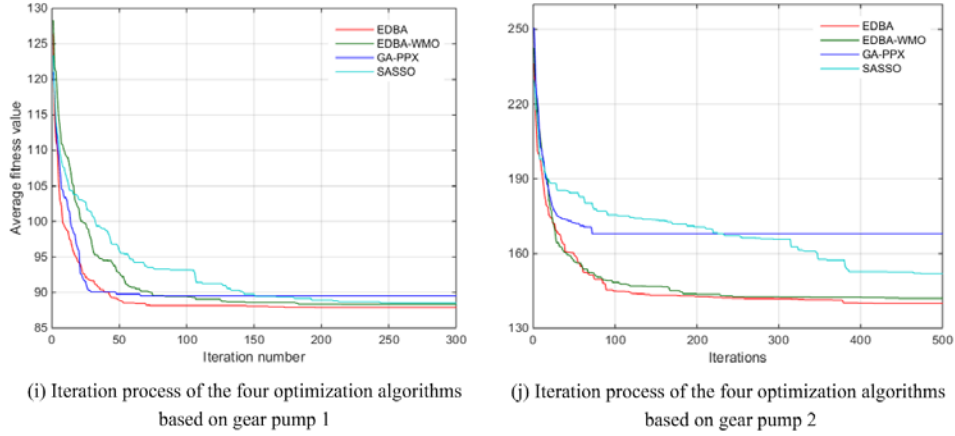 130
125
120
115
110
105
100
95
90
85
Average fitness value
0
50
100
150
200
250
300
Iteration number
EDBA
EDBA-WMO
GA-PPX
SASSO
(i) Iteration process of the four optimization algorithms
based on gear pump 1
250
220
190
160
130
0
100
200
300
400
500
Iterations
EDBA
EDBA-WMO
GA-PPX
SASSO
(j) Iteration process of the four optimization algorithms
based on gear pump 2